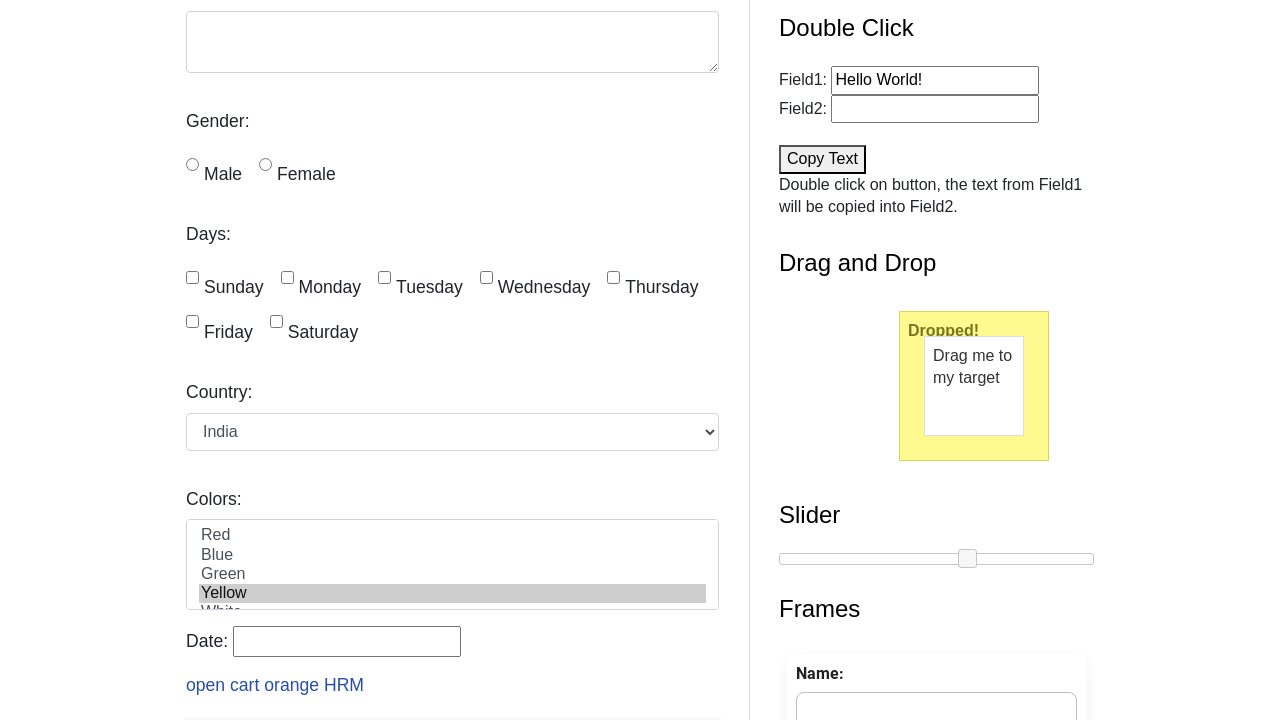 Gender:
Male Female
Days:
Sunday Monday Tuesday Wednesday Thursday
Friday Saturday
Country:
India
Colors:
Red
Blue
Green
Yellow
White
Date:
open cart orange HRM
Double Click
Field1: Hello World!
Field2:
Copy Text
Double click on button, the text from Field1
will be copied into Field2.
Drag and Drop
Dropped!
Drag me to
my target
Slider
Frames
Name: